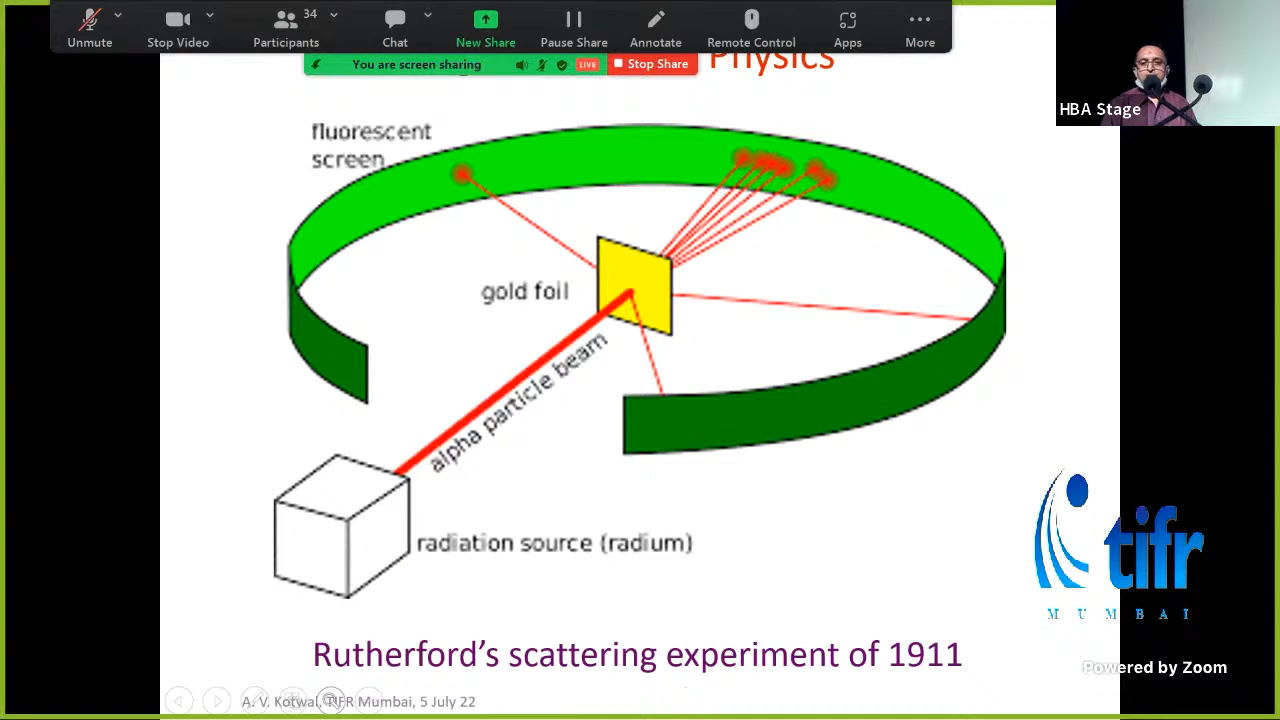 Unmute
Stop Video
34
Participants
Chat
New Share
Pause Share
Annotate
Remote Control
Apps
More
You are screen sharing
LIVE
Stop Share
Physics
HBA Stage
fluorescent
screen
gold foil
alpha particle beam
radiation source (radium)
tifr
MUMBAI
Rutherford's scattering experiment of 1911
Powered by Zoom
A. V. Kotwal, TIFR Mumbai, 5 July 22